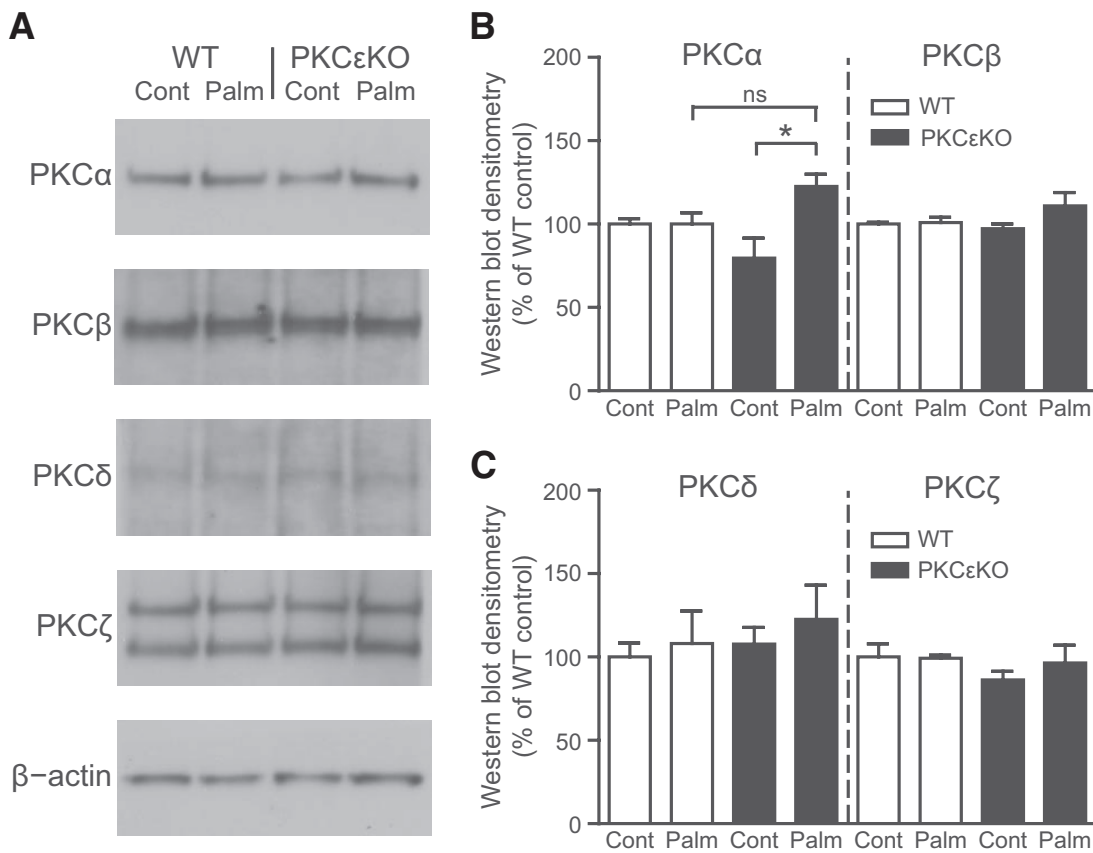 A
WT PKCεKO
Cont Palm Cont Palm
PKCα
PKCβ
PKCδ
PKCζ
β−actin
B
Western blot densitometry
(% of WT control)
200
150
100
50
0
PKCα PKCβ
ns
*
WT
PKCεKO
Cont Palm Cont Palm Cont Palm Cont Palm
C
Western blot densitometry
(% of WT control)
200
150
100
50
0
PKCδ PKCζ
WT
PKCεKO
Cont Palm Cont Palm Cont Palm Cont Palm